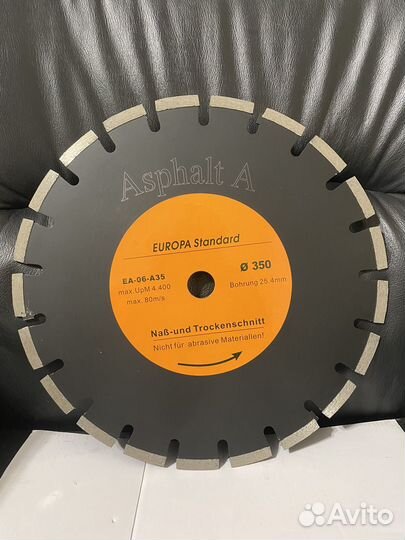 Asphalt A
EUROPA Standard
EA-06-A35
max.UpM 4.400
max. 80m/s
Ø 350
Bohrung 25.4mm
Naß-und Trockenschnitt
Nicht für abrasive Materiallen!
Avito